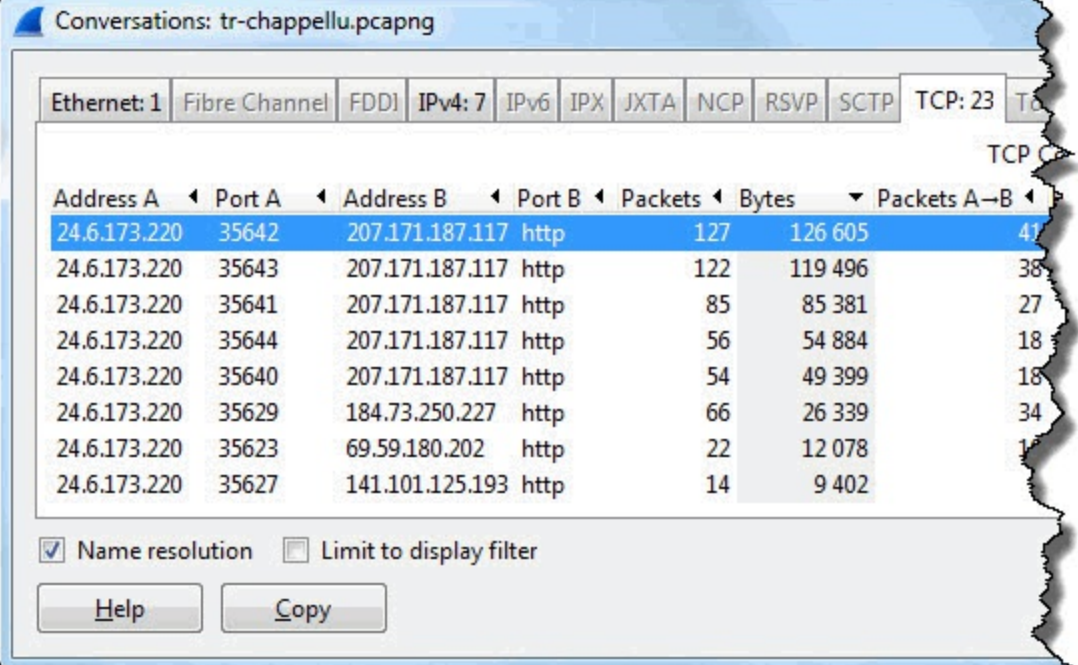 Conversations: tr-chappellu.pcapng
Ethernet: 1 Fibre Channel FDDI IPv4: 7 IPv6 IPX JXTA NCP RSVP SCTP TCP: 23
TCP
Address A Port A Address B Port B Packets Bytes Packets A→B
24.6.173.220 35642 207.171.187.117 http 127 126 605 41
24.6.173.220 35643 207.171.187.117 http 122 119 496 38
24.6.173.220 35641 207.171.187.117 http 85 85 381 27
24.6.173.220 35644 207.171.187.117 http 56 54 884 18
24.6.173.220 35640 207.171.187.117 http 54 49 399 18
24.6.173.220 35629 184.73.250.227 http 66 26 339 34
24.6.173.220 35623 69.59.180.202 http 22 12 078
24.6.173.220 35627 141.101.125.193 http 14 9 402
Name resolution Limit to display filter
Help Copy